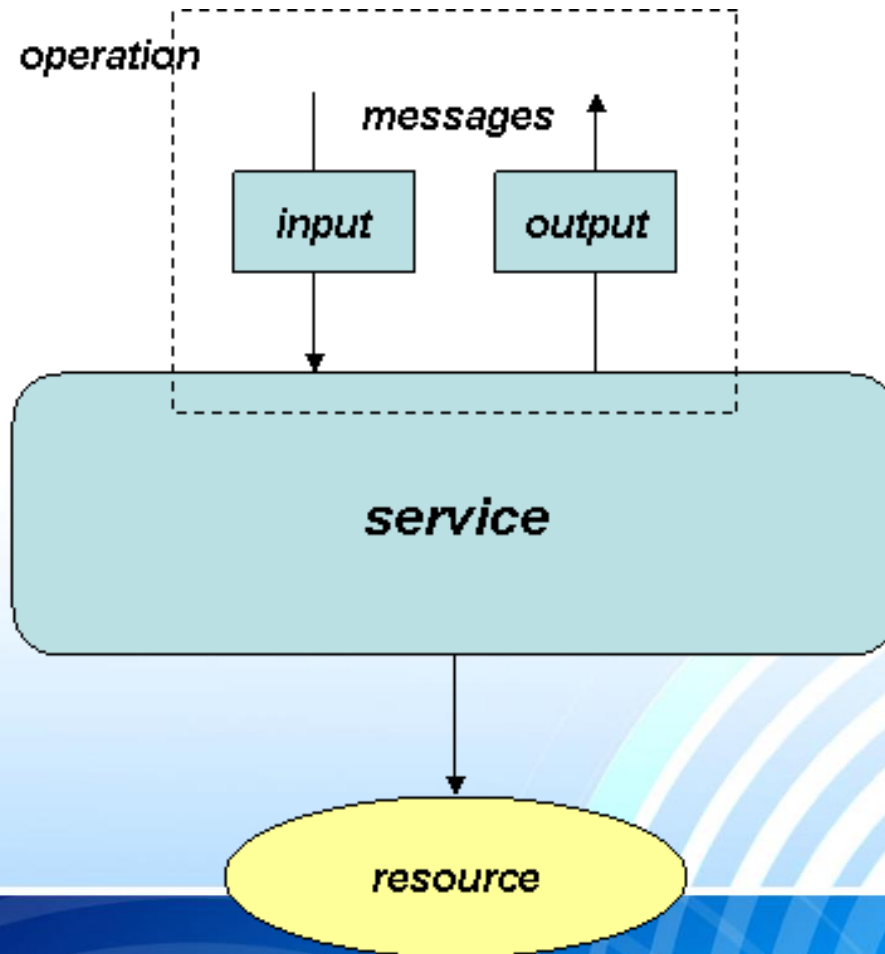 operation
messages
input
output
service
resource